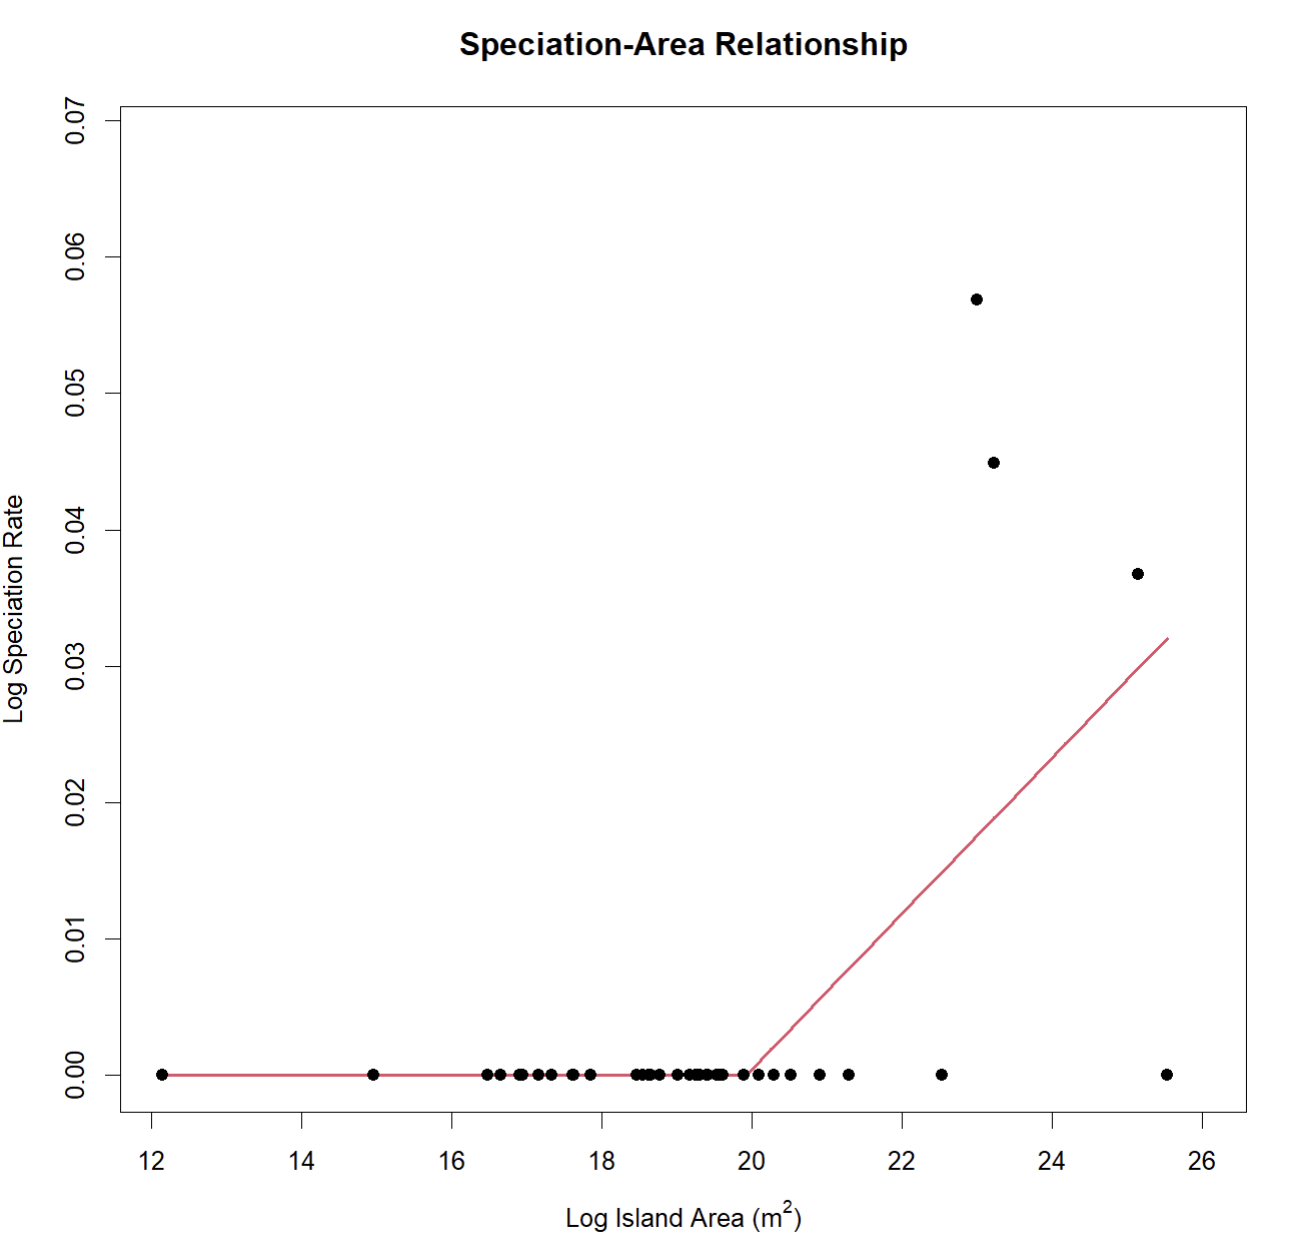 Speciation-Area Relationship
0.07
0.06
0.05
0.04
0.03
0.02
0.01
0.00
Log Speciation Rate
12 14 16 18 20 22 24 26
Log Island Area (m²)